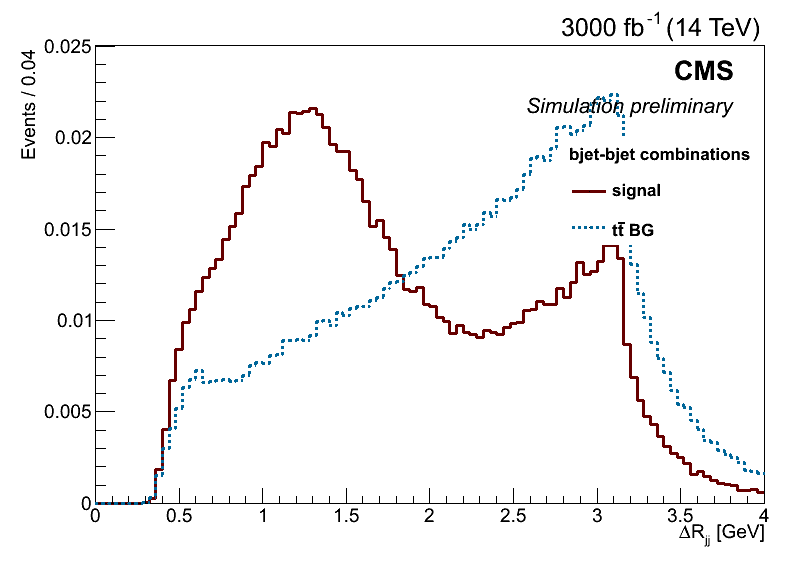 3000 fb⁻¹ (14 TeV)
CMS
Simulation preliminary
bjet-bjet combinations
signal
tt̄ BG
Events / 0.04
0.025
0.02
0.015
0.01
0.005
0
0 0.5 1 1.5 2 2.5 3 3.5 4
ΔRjj [GeV]